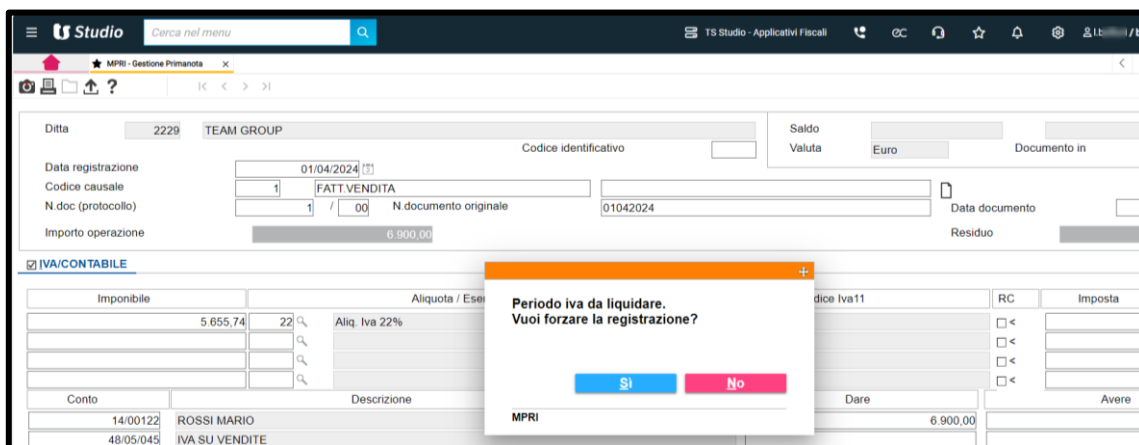 TS Studio Cerca nel menu TS Studio - Applicativi Fiscali
MPRI - Gestione Primanota x
Ditta 2229 TEAM GROUP Saldo
Codice identificativo Valuta Euro Documento in
Data registrazione 01/04/2024
Codice causale 1 FATT.VENDITA
N.doc (protocollo) 1 / 00 N.documento originale 01042024 Data documento
Importo operazione 6.900,00 Residuo
IVA/CONTABILE
Imponibile Aliquota / Iva11 RC Imposta
5.655,74 22 Aliq. Iva 22% <
<
<
<
Periodo iva da liquidare.
Vuoi forzare la registrazione?
Sì No
MPRI
Conto Descrizione Dare Avere
14/00122 ROSSI MARIO 6.900,00
48/05/045 IVA SU VENDITE